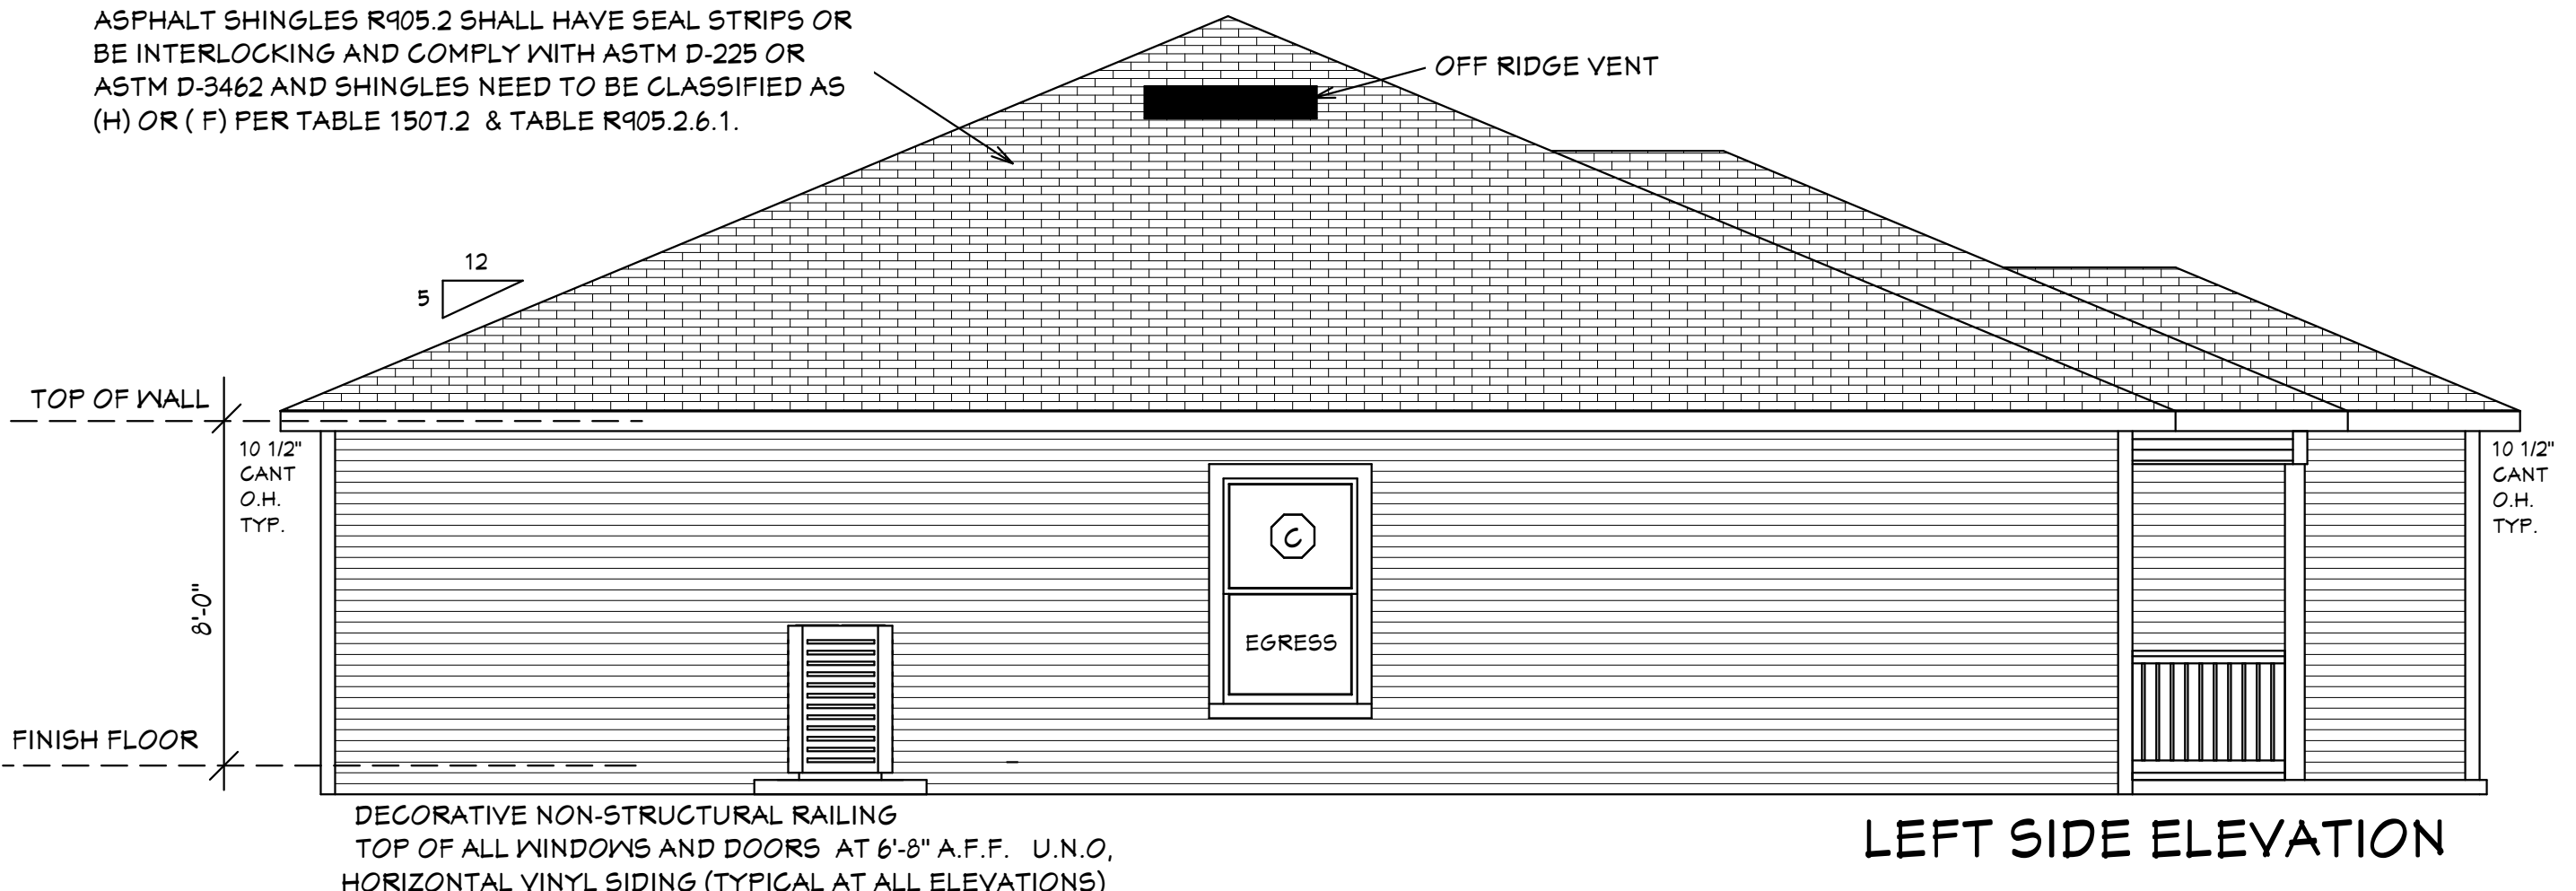 ASPHALT SHINGLES R905.2 SHALL HAVE SEAL STRIPS OR
BE INTERLOCKING AND COMPLY WITH ASTM D-225 OR
ASTM D-3462 AND SHINGLES NEED TO BE CLASSIFIED AS
(H) OR ( F) PER TABLE 1507.2 & TABLE R905.2.6.1.
OFF RIDGE VENT
12
5
TOP OF WALL
10 1/2"
CANT
O.H.
TYP.
10 1/2"
CANT
O.H.
TYP.
C
8'-0"
EGRESS
FINISH FLOOR
DECORATIVE NON-STRUCTURAL RAILING
TOP OF ALL WINDOWS AND DOORS AT 6'-8" A.F.F. U.N.O,
HORIZONTAL VINYL SIDING (TYPICAL AT ALL ELEVATIONS)
LEFT SIDE ELEVATION